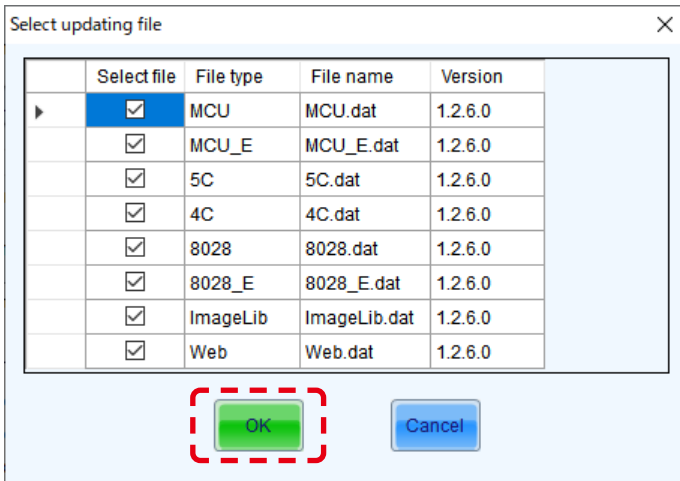 Select updating file
Select file File type File name Version
MCU MCU.dat 1.2.6.0
MCU_E MCU_E.dat 1.2.6.0
5C 5C.dat 1.2.6.0
4C 4C.dat 1.2.6.0
8028 8028.dat 1.2.6.0
8028_E 8028_E.dat 1.2.6.0
ImageLib ImageLib.dat 1.2.6.0
Web Web.dat 1.2.6.0
OK Cancel